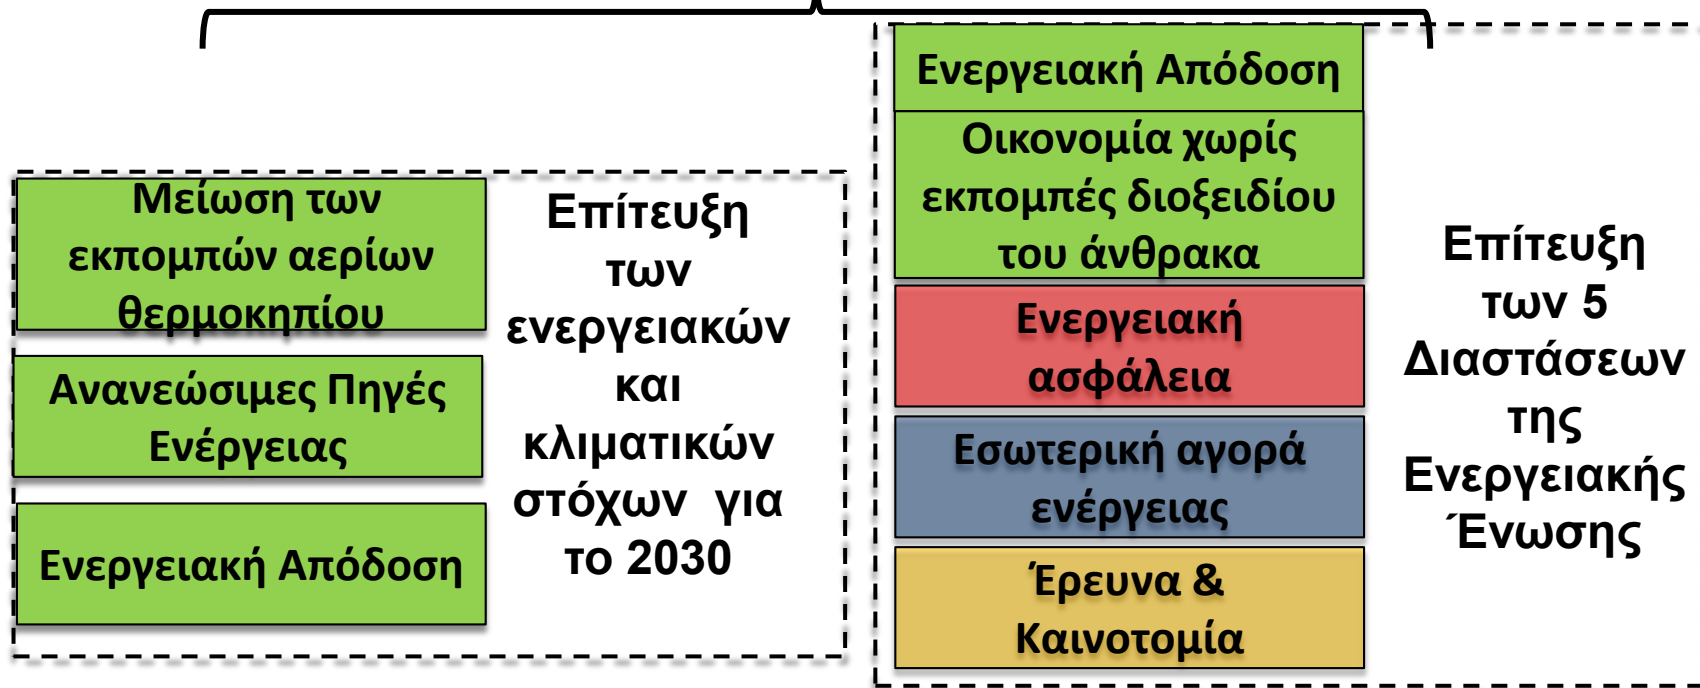 Μείωση των
εκπομπών αερίων
θερμοκηπίου
Ανανεώσιμες Πηγές
Ενέργειας
Ενεργειακή Απόδοση
Επίτευξη
των
ενεργειακών
και
κλιματικών
στόχων για
το 2030
Ενεργειακή Απόδοση
Οικονομία χωρίς
εκπομπές διοξειδίου
του άνθρακα
Ενεργειακή
ασφάλεια
Εσωτερική αγορά
ενέργειας
Έρευνα &
Καινοτομία
Επίτευξη
των 5
Διαστάσεων
της
Ενεργειακής
Ένωσης